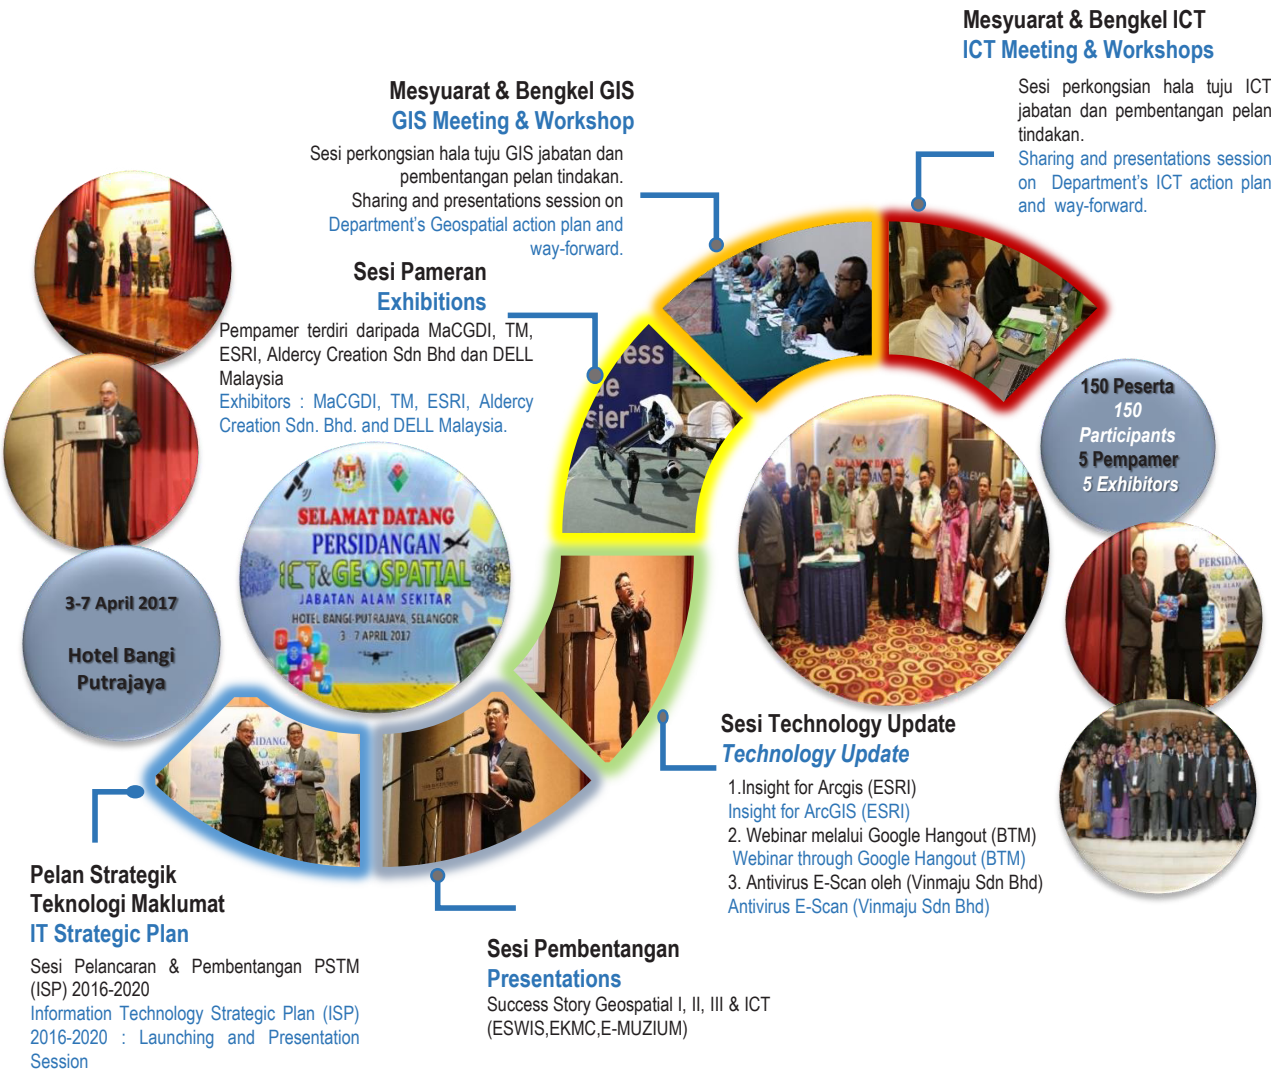 Mesyuarat & Bengkel ICT
ICT Meeting & Workshops
Sesi perkongsian hala tuju ICT
jabatan dan pembentangan pelan
tindakan.
Sharing and presentations session
on Department's ICT action plan
and way-forward.
Mesyuarat & Bengkel GIS
GIS Meeting & Workshop
Sesi perkongsian hala tuju GIS jabatan dan
pembentangan pelan tindakan.
Sharing and presentations session on
Department's Geospatial action plan and
way-forward.
Sesi Pameran
Exhibitions
Pempamer terdiri daripada MaCGDI, TM,
ESRI, Aldercy Creation Sdn Bhd dan DELL
Malaysia
Exhibitors : MaCGDI, TM, ESRI, Aldercy
Creation Sdn. Bhd. and DELL Malaysia.
150 Peserta
150
Participants
5 Pempamer
5 Exhibitors
SELAMAT DATANG
PERSIDANGAN
ICT&GEOSPATIAL
JABATAN ALAM SEKITAR
HOTEL BANGI-PUTRAJAYA, SELANGOR
3 - 7 APRIL 2017
3-7 April 2017
Hotel Bangi
Putrajaya
Sesi Technology Update
Technology Update
1.Insight for Arcgis (ESRI)
Insight for ArcGIS (ESRI)
2. Webinar melalui Google Hangout (BTM)
Webinar through Google Hangout (BTM)
3. Antivirus E-Scan oleh (Vinmaju Sdn Bhd)
Antivirus E-Scan (Vinmaju Sdn Bhd)
Pelan Strategik
Teknologi Maklumat
IT Strategic Plan
Sesi Pelancaran & Pembentangan PSTM
(ISP) 2016-2020
Information Technology Strategic Plan (ISP)
2016-2020 : Launching and Presentation
Session
Sesi Pembentangan
Presentations
Success Story Geospatial I, II, III & ICT
(ESWIS,EKMC,E-MUZIUM)